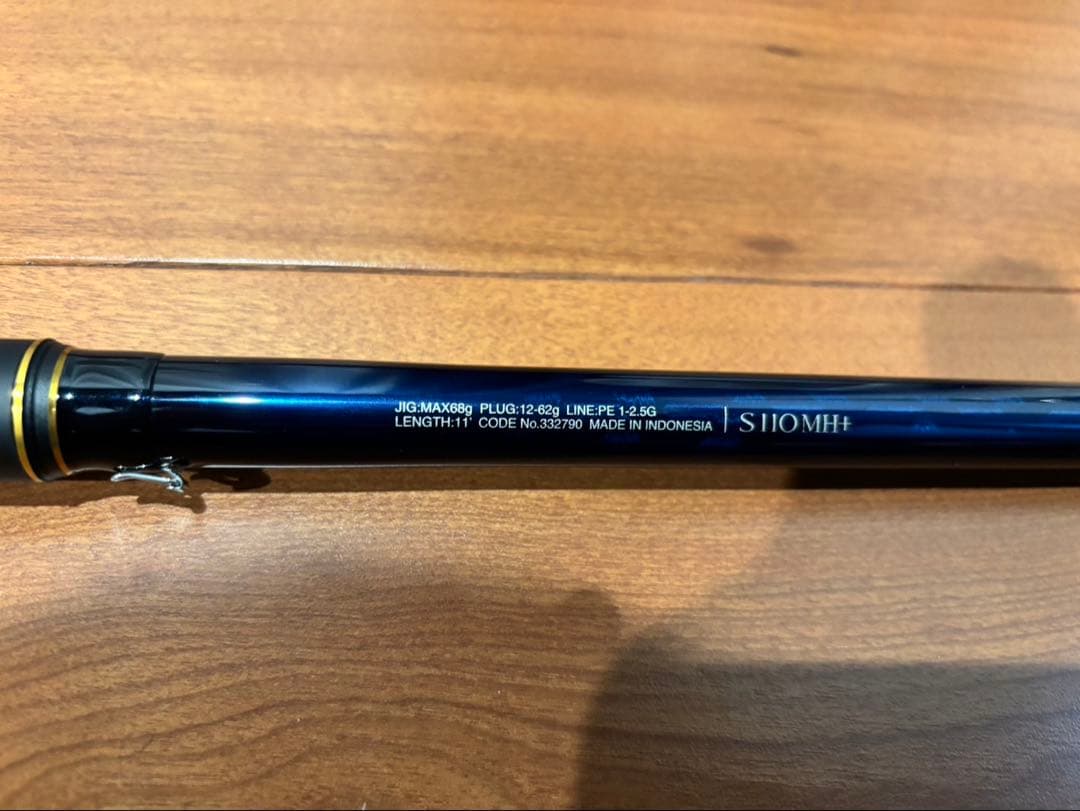 JIG:MAX68g PLUG:12-62g LINE:PE 1-2.5G
LENGTH:11' CODE No.332790 MADE IN INDONESIA
S110MH+